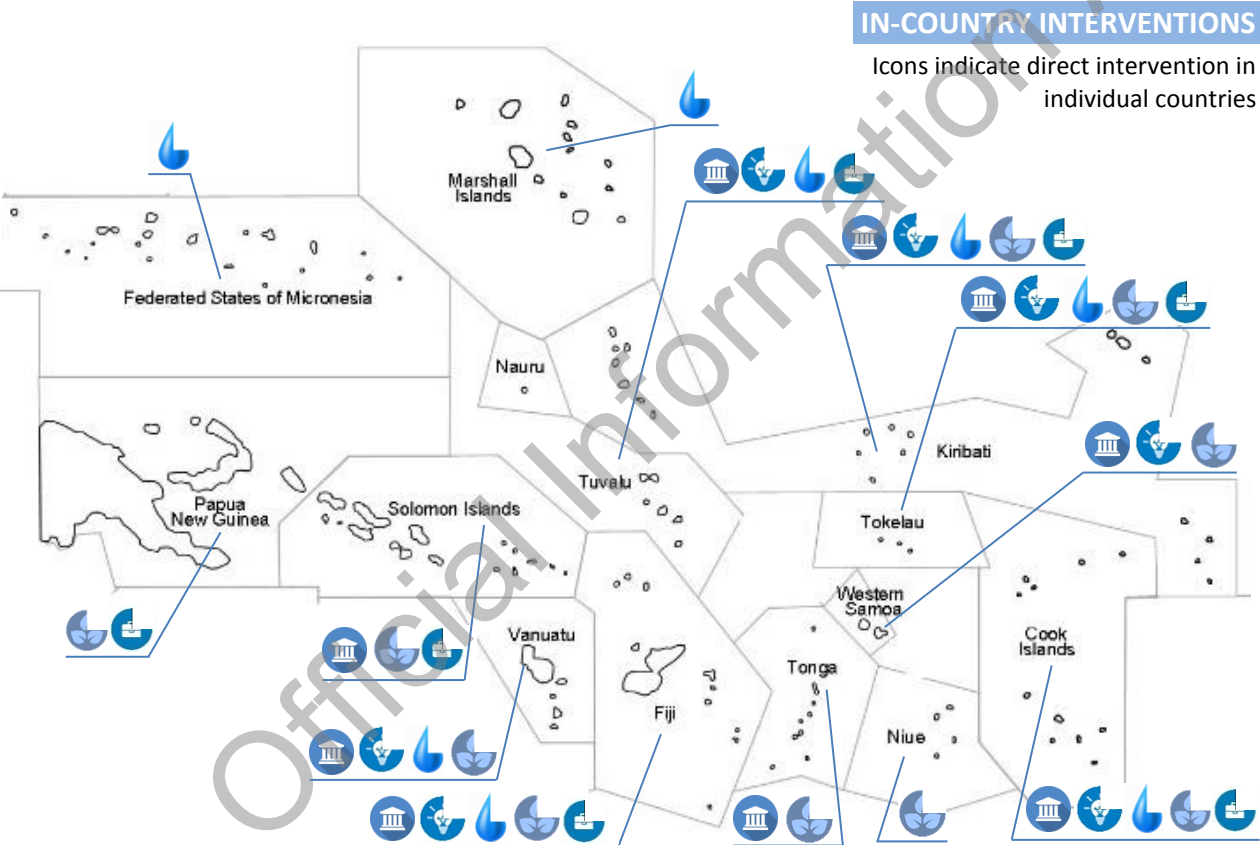 IN-COUNTRY INTERVENTIONS
Icons indicate direct intervention in
individual countries
Marshall
Islands
Federated States of Micronesia
Nauru
Kiribati
Tuvalu
Papua
New Guinea
Solomon Islands
Tokelau
Western
Samoa
Vanuatu
Cook
Islands
Tonga
Fiji
Niue
Official Information